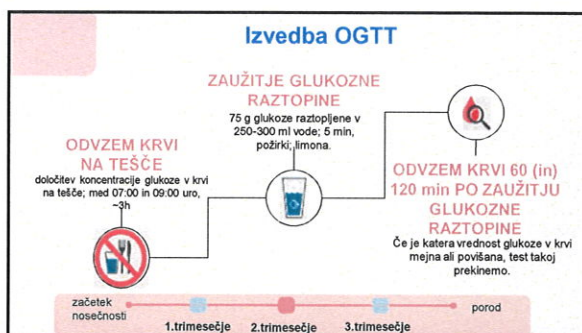 Izvedba OGTT
ZAUŽITJE GLUKOZNE
RAZTOPINE
75 g glukoze raztopljene v
250-300 ml vode; 5 min,
požirki; limona.
ODVZEM KRVI
NA TEŠČE
določitev koncentracije glukoze v krvi
na tešče; med 07:00 in 09:00 uro,
~3h
ODVZEM KRVI 60 (in)
120 min PO ZAUŽITJU
GLUKOZNE
RAZTOPINE
Če je katera vrednost glukoze v krvi
mejna ali povišana, test takoj
prekinemo.
začetek
nosečnosti
1.trimesečje
2.trimesečje
3.trimesečje
porod